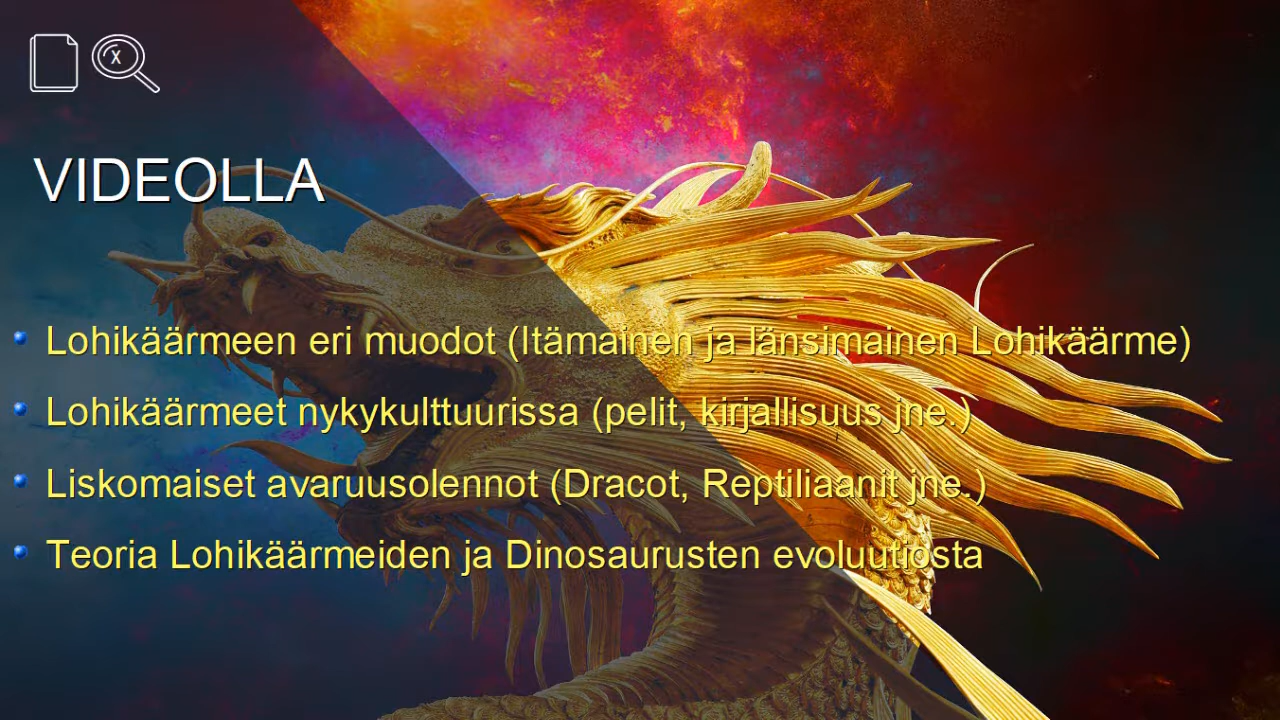 X
VIDEOLLA
Lohikäärmeen eri muodot (Itämainen ja länsimainen Lohikäärme)
Lohikäärmeet nykykulttuurissa (pelit, kirjallisuus jne.)
Liskomaiset avaruusolennot (Dracot, Reptiliaanit jne.)
Teoria Lohikäärmeiden ja Dinosaurusten evoluutiosta